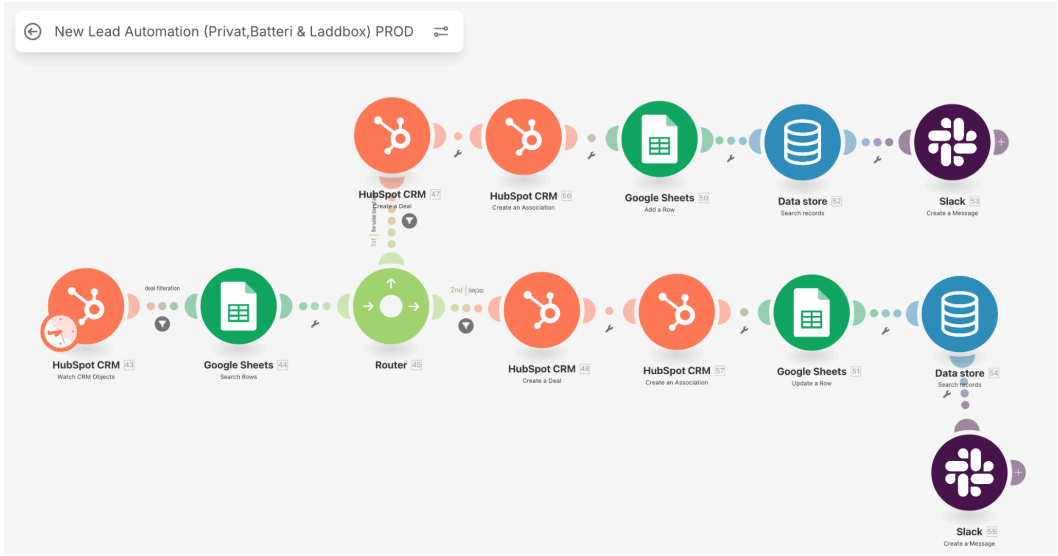 New Lead Automation (Privat,Batteri & Laddbox) PROD
HubSpot CRM 47
Create a Deal
HubSpot CRM 56
Create an Association
Google Sheets 50
Add a Row
Data store 52
Search records
Slack 53
Create a Message
1st
deal filteration
2nd
HubSpot CRM 43
Watch CRM Objects
Google Sheets 44
Search Rows
Router 45
HubSpot CRM 48
Create a Deal
HubSpot CRM 57
Create an Association
Google Sheets 51
Update a Row
Data store 54
Search records
Slack 55
Create a Message